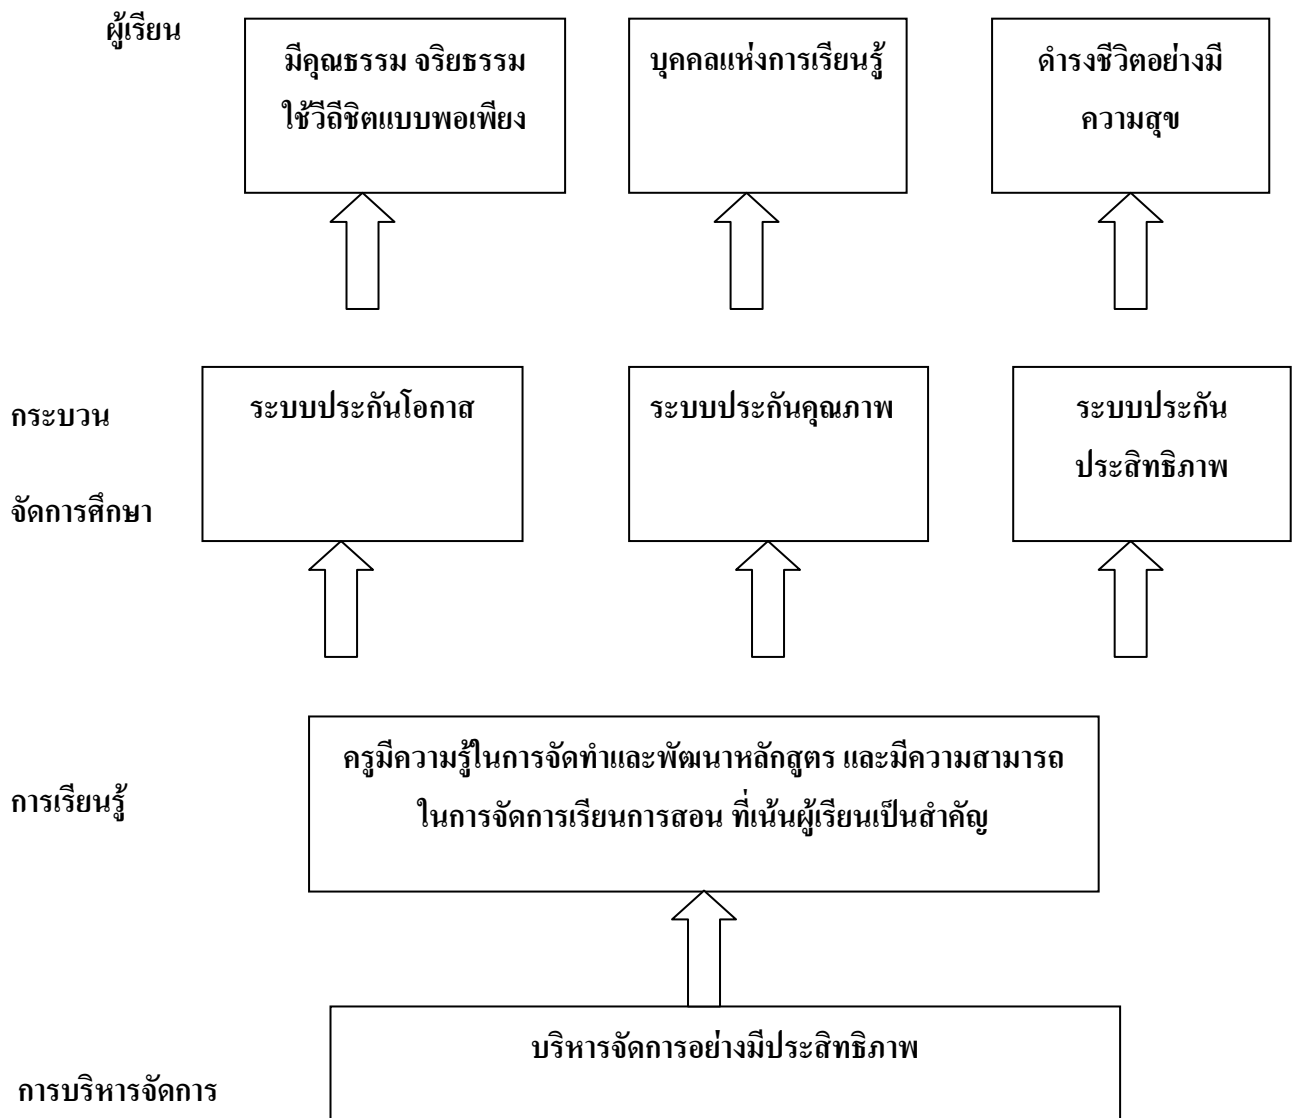 ผู้เรียน
มีคุณธรรม จริยธรรม
ใช้วีถีชิตแบบพอเพียง
บุคคลแห่งการเรียนรู้
ดำรงชีวิตอย่างมี
ความสุข
กระบวน
จัดการศึกษา
ระบบประกันโอกาส
ระบบประกันคุณภาพ
ระบบประกัน
ประสิทธิภาพ
การเรียนรู้
ครูมีความรู้ในการจัดทำและพัฒนาหลักสูตร และมีความสามารถ
ในการจัดการเรียนการสอน ที่เน้นผู้เรียนเป็นสำคัญ
บริหารจัดการอย่างมีประสิทธิภาพ
การบริหารจัดการ